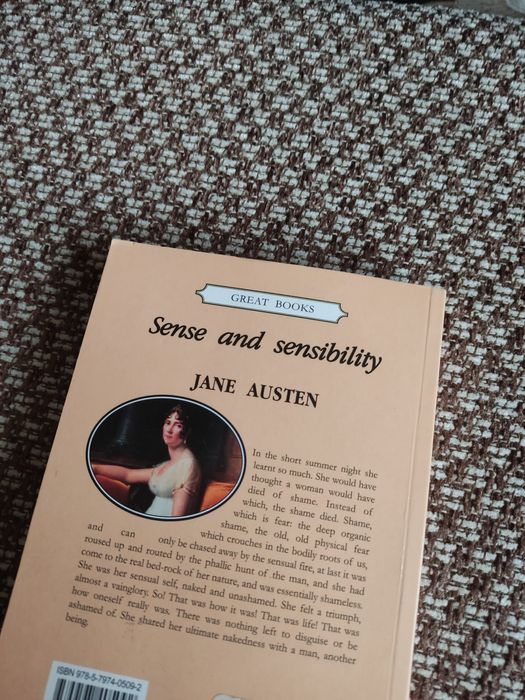 GREAT BOOKS
Sense and sensibility
JANE AUSTEN
In the short summer night she
learnt so much. She would have
thought a woman would have
died of shame. Instead of
which, the shame died. Shame,
which is fear: the deep organic
shame, the old, old physical fear
which crouches in the bodily roots of us,
and can only be chased away by the sensual fire, at last it was
roused up and routed by the phallic hunt of the man, and she had
come to the real bed-rock of her nature, and was essentially shameless.
She was her sensual self, naked and unashamed. She felt a triumph,
almost a vainglory. So! That was how it was! That was life! That was
how oneself really was. There was nothing left to disguise or be
ashamed of. She shared her ultimate nakedness with a man, another
being.
ISBN 978-5-7974-0509-2